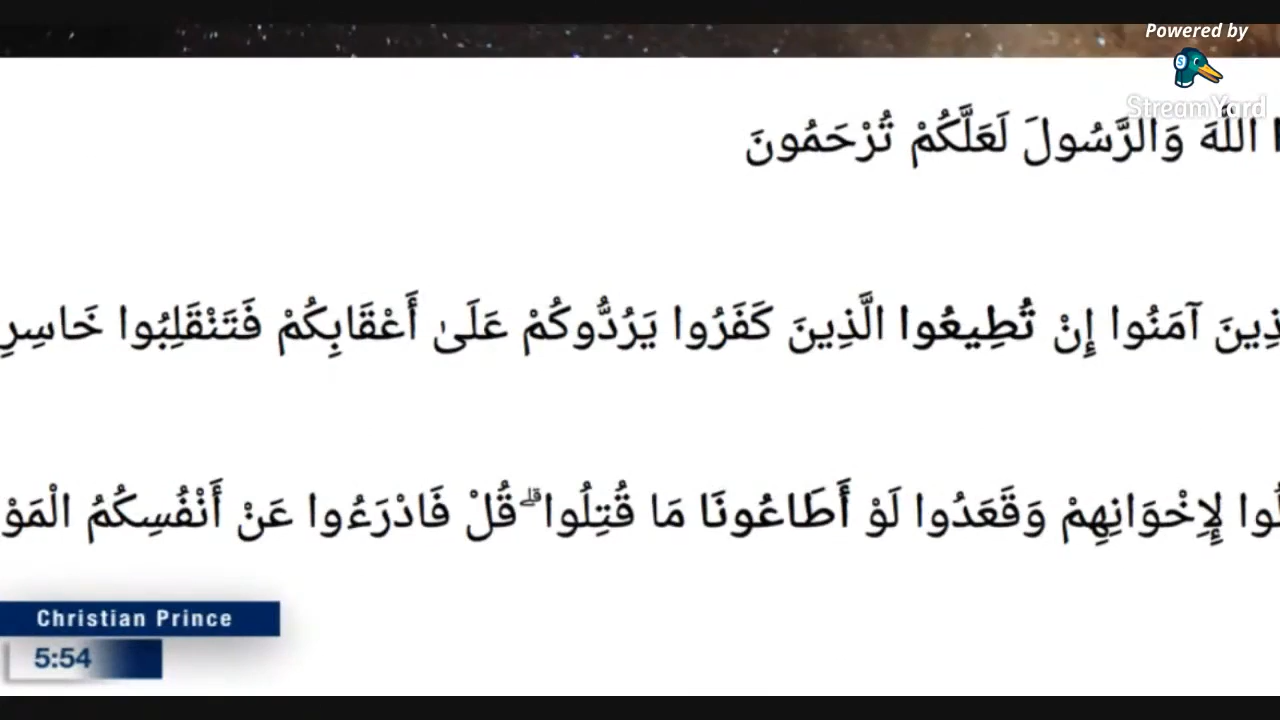 Powered by
StreamYard
اللَّهَ وَالرَّسُولَ لَعَلَّكُمْ تُرْحَمُونَ
آمَنُوا إِنْ تُطِيعُوا الَّذِينَ كَفَرُوا يَرُدُّوكُمْ عَلَىٰ أَعْقَابِكُمْ فَتَنْقَلِبُوا
لِإِخْوَانِهِمْ وَقَعَدُوا لَوْ أَطَاعُونَا مَا قُتِلُوا ۗ قُلْ فَادْرَءُوا عَنْ أَنْفُسِكُمُ
Christian Prince
5:54